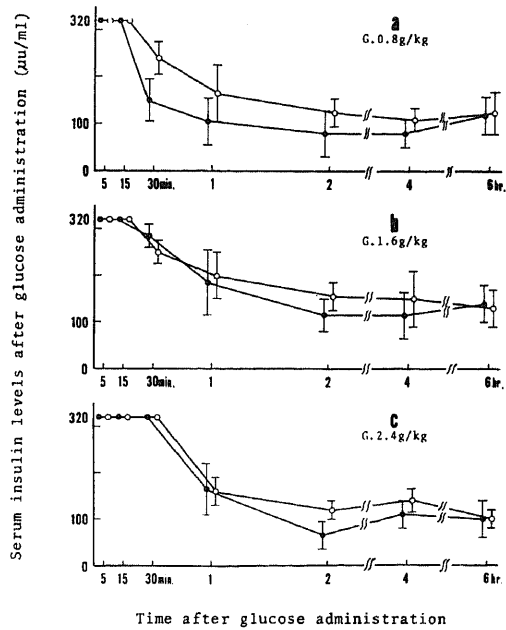 Serum insulin levels after glucose administration (μu/ml)
a
G.0.8g/kg
320
100
0
5 15 30min. 1 2 4 6hr.
b
G.1.6g/kg
320
100
0
5 15 30min. 1 2 4 6hr.
c
G.2.4g/kg
320
100
0
5 15 30min. 1 2 4 6hr.
Time after glucose administration